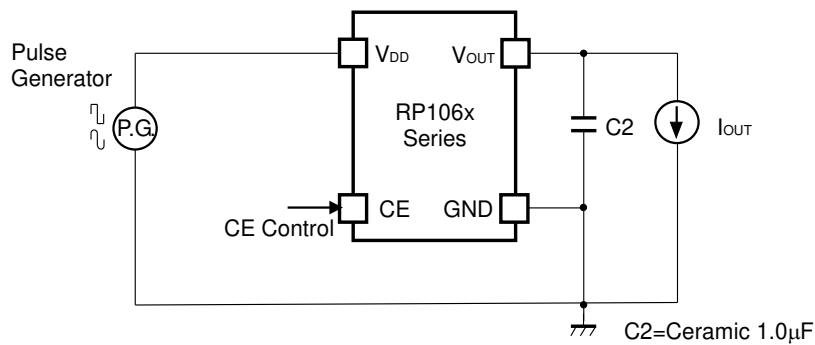 Pulse
Generator
P.G.
VDD
VOUT
RP106x
Series
C2
IOUT
CE
GND
CE Control
C2=Ceramic 1.0μF